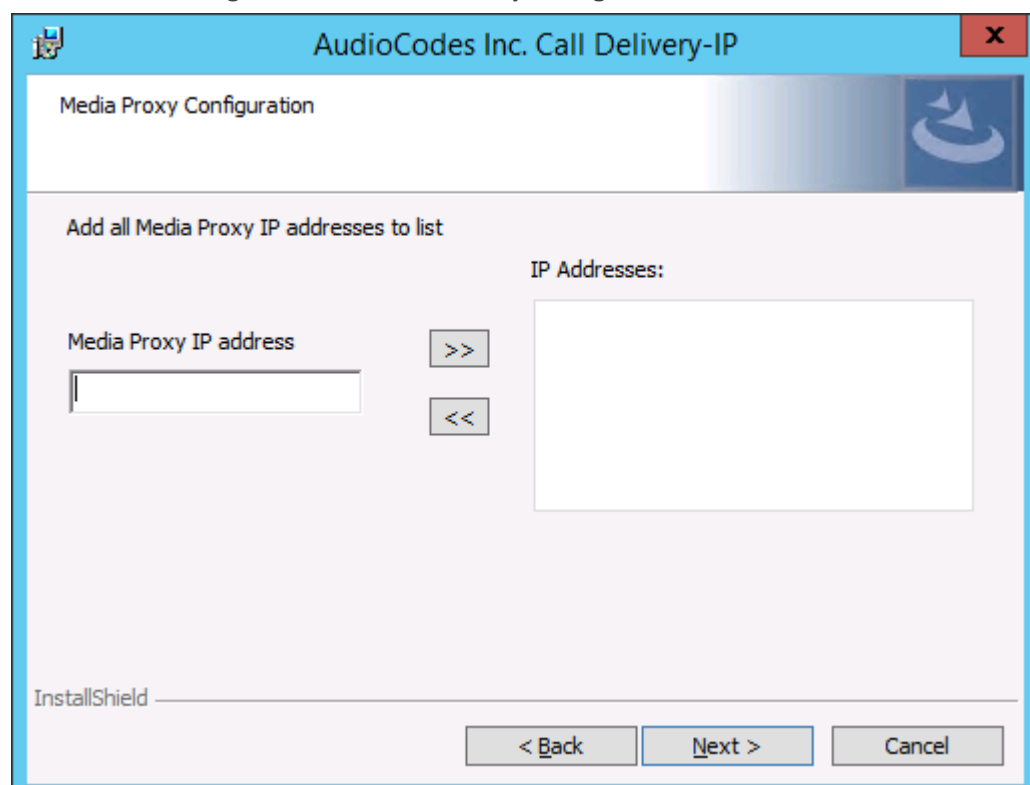 AudioCodes Inc. Call Delivery-IP
x
Media Proxy Configuration
Add all Media Proxy IP addresses to list
IP Addresses:
Media Proxy IP address
>>
<<
InstallShield
< Back Next > Cancel